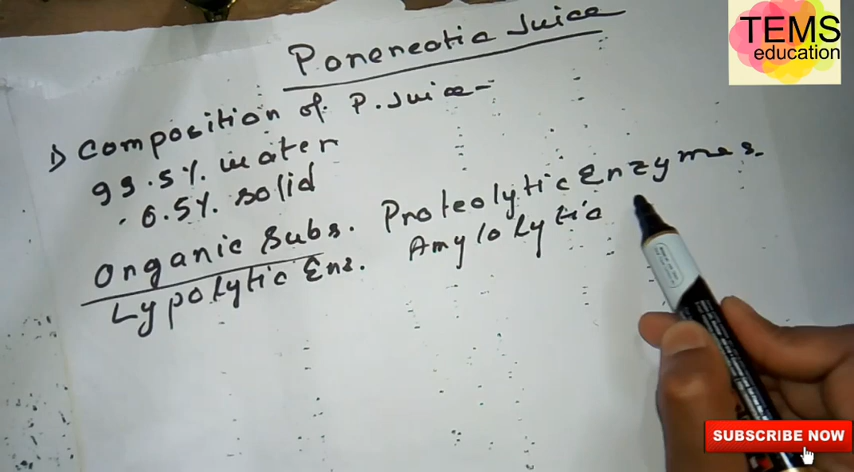 Poncreatic Juice
TEMS
education
1) Composition of P. Juice-
99.5% water
0.5% solid
Organic Subs. Proteolytic Enzymes.
Lypolytic Ens. Amylolytic
SUBSCRIBE NOW